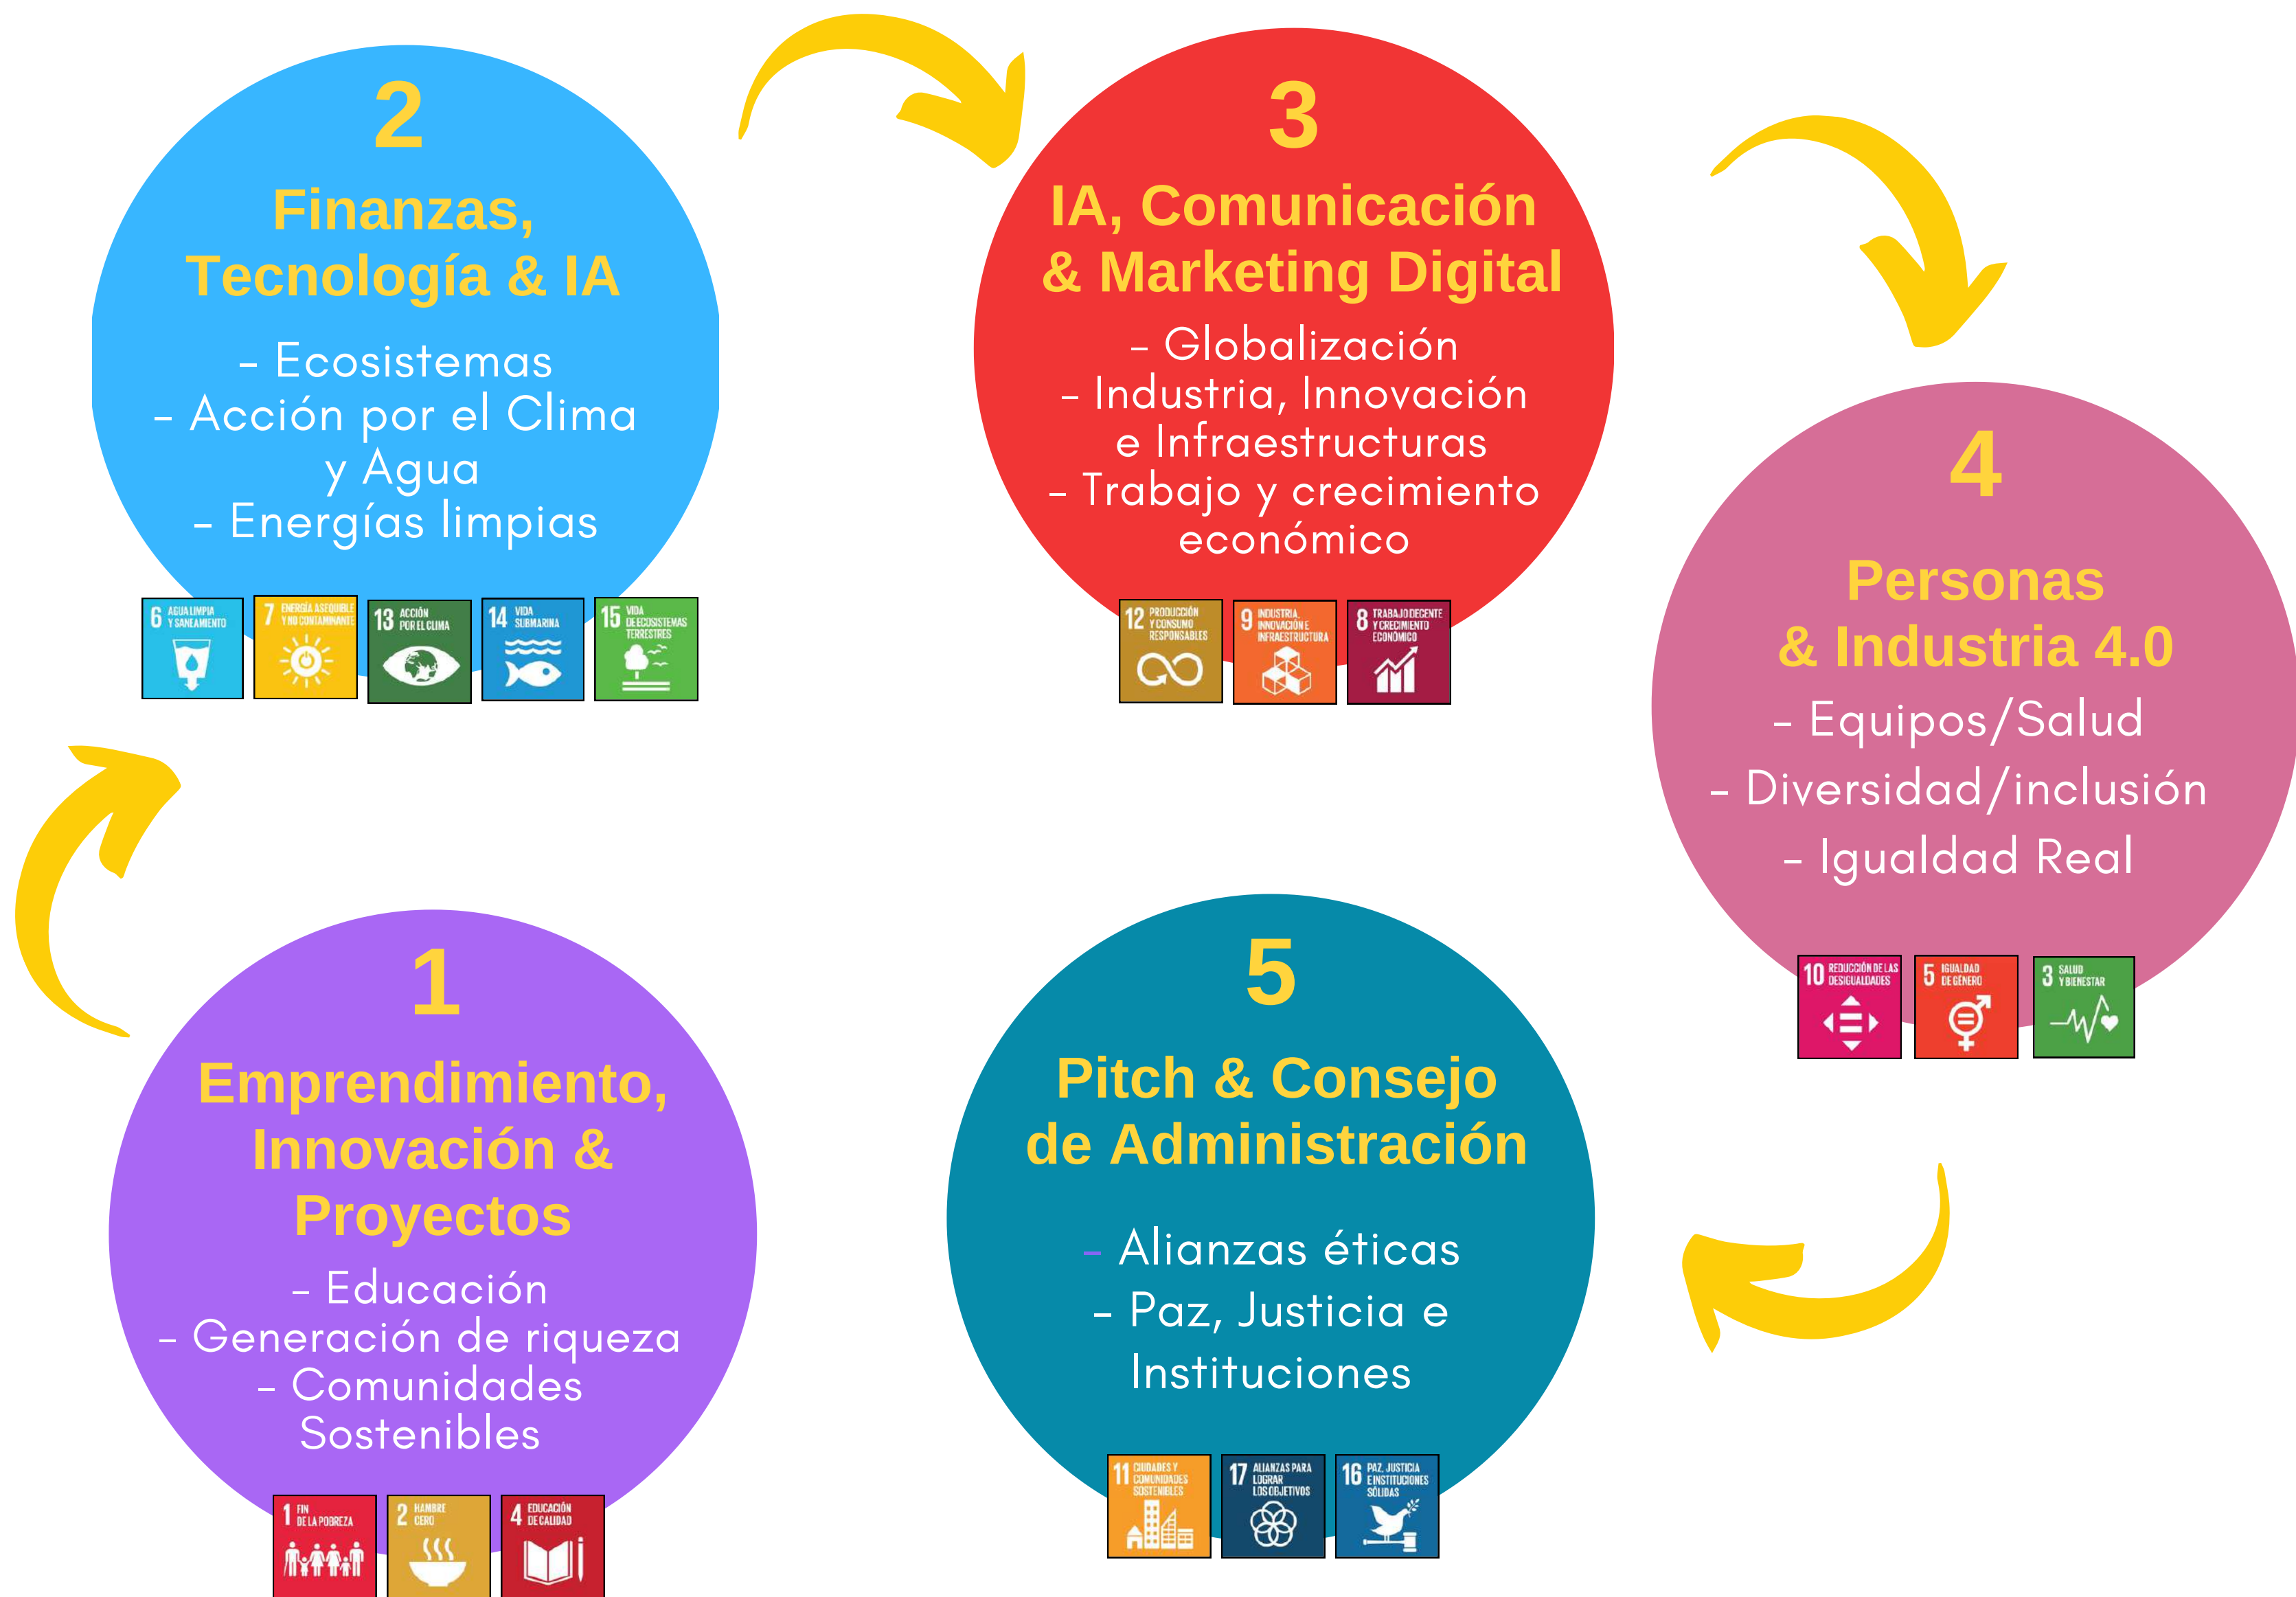 2
Finanzas,
Tecnología & IA
- Ecosistemas
- Acción por el Clima
y Agua
- Energías limpias
6 AGUA LIMPIA
Y SANEAMIENTO
7 ENERGÍA ASEQUIBLE
Y NO CONTAMINANTE
13 ACCIÓN
POR EL CLIMA
14 VIDA
SUBMARINA
15 VIDA
DE ECOSISTEMAS
TERRESTRES
3
IA, Comunicación
& Marketing Digital
- Globalización
- Industria, Innovación
e Infraestructuras
- Trabajo y crecimiento
económico
12 PRODUCCIÓN
Y CONSUMO
RESPONSABLES
9 INDUSTRIA,
INNOVACIÓN E
INFRAESTRUCTURA
8 TRABAJO DECENTE
Y CRECIMIENTO
ECONÓMICO
4
Personas
& Industria 4.0
- Equipos/Salud
- Diversidad/inclusión
- Igualdad Real
10 REDUCCIÓN DE LAS
DESIGUALDADES
5 IGUALDAD
DE GÉNERO
3 SALUD
Y BIENESTAR
1
Emprendimiento,
Innovación &
Proyectos
- Educación
- Generación de riqueza
- Comunidades
Sostenibles
1 FIN
DE LA POBREZA
2 HAMBRE
CERO
4 EDUCACIÓN
DE CALIDAD
5
Pitch & Consejo
de Administración
- Alianzas éticas
- Paz, Justicia e
Instituciones
11 CIUDADES Y
COMUNIDADES
SOSTENIBLES
17 ALIANZAS PARA
LOGRAR
LOS OBJETIVOS
16 PAZ, JUSTICIA
E INSTITUCIONES
SÓLIDAS